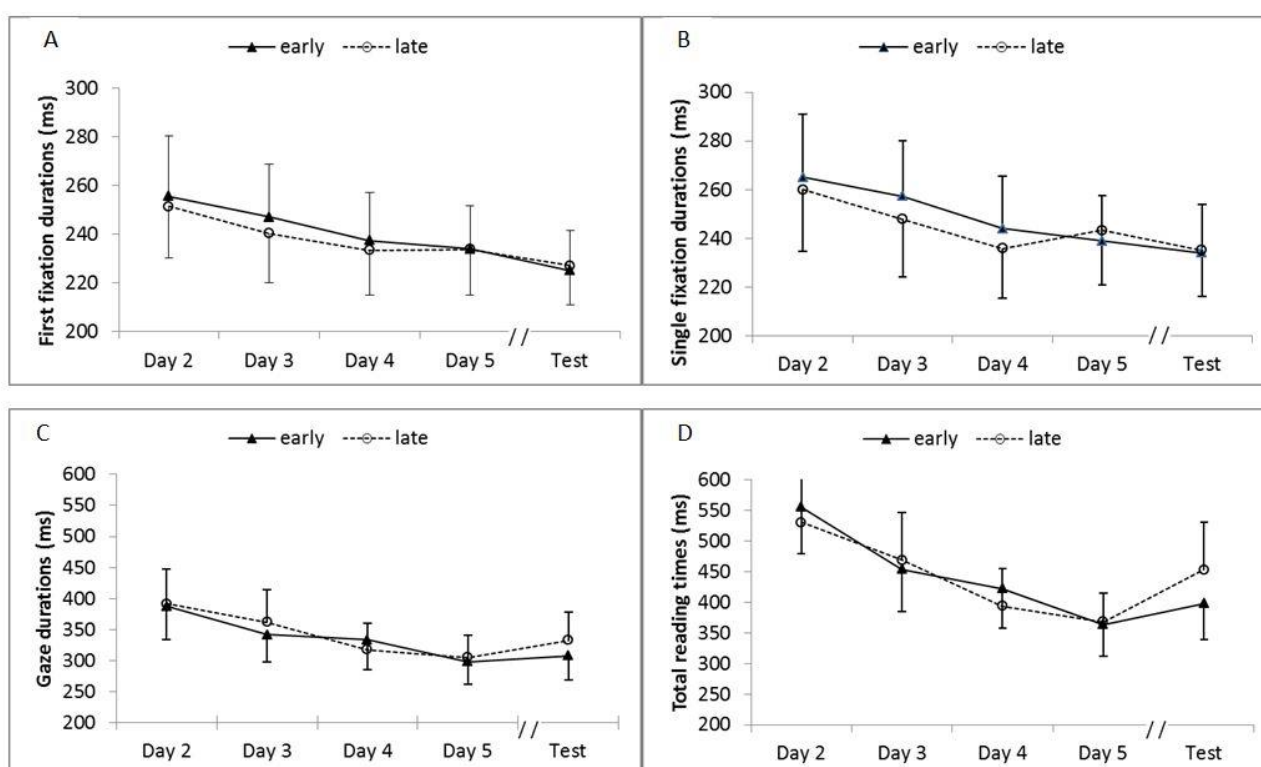 A
early late
First fixation durations (ms)
300
280
260
240
220
200
Day 2 Day 3 Day 4 Day 5 // Test
B
early late
Single fixation durations (ms)
300
280
260
240
220
200
Day 2 Day 3 Day 4 Day 5 // Test
C
early late
Gaze durations (ms)
600
550
500
450
400
350
300
250
200
Day 2 Day 3 Day 4 Day 5 // Test
D
early late
Total reading times (ms)
600
550
500
450
400
350
300
250
200
Day 2 Day 3 Day 4 Day 5 // Test